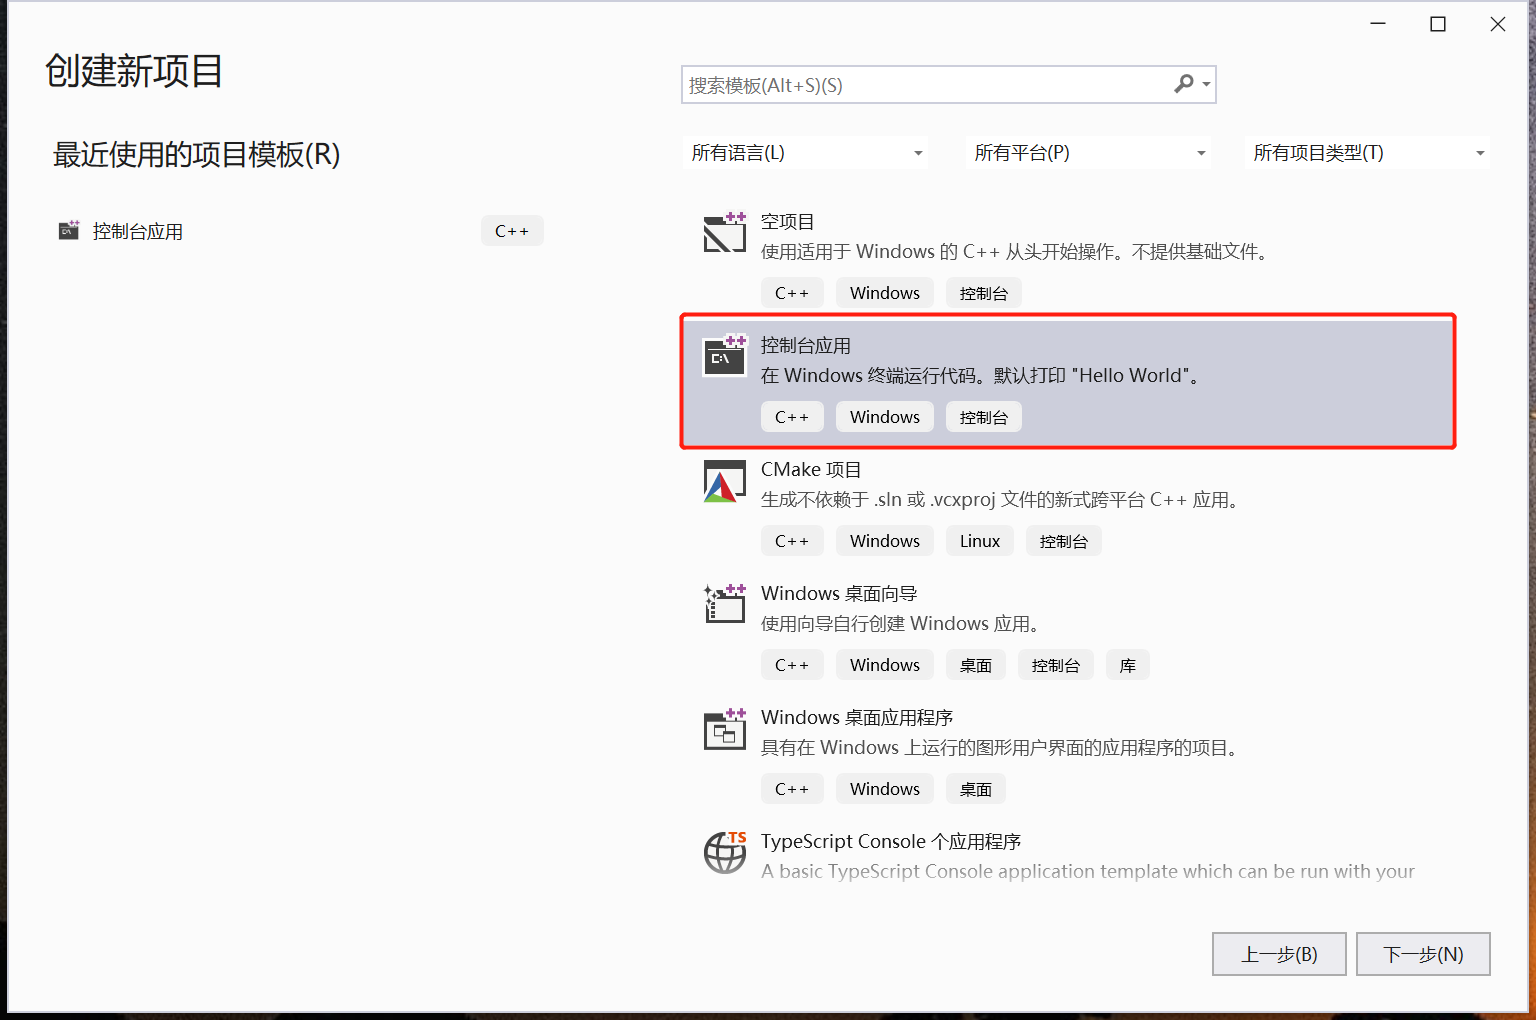 创建新项目
搜索模板(Alt+S)(S)
最近使用的项目模板(R)
所有语言(L)
所有平台(P)
所有项目类型(T)
控制台应用
C++
空项目
使用适用于 Windows 的 C++ 从头开始操作。不提供基础文件。
C++ Windows 控制台
控制台应用
在 Windows 终端运行代码。默认打印 "Hello World"。
C++ Windows 控制台
CMake 项目
生成不依赖于 .sln 或 .vcxproj 文件的新式跨平台 C++ 应用。
C++ Windows Linux 控制台
Windows 桌面向导
使用向导自行创建 Windows 应用。
C++ Windows 桌面 控制台 库
Windows 桌面应用程序
具有在 Windows 上运行的图形用户界面的应用程序的项目。
C++ Windows 桌面
TypeScript Console 个应用程序
A basic TypeScript Console application template which can be run with your
上一步(B)
下一步(N)